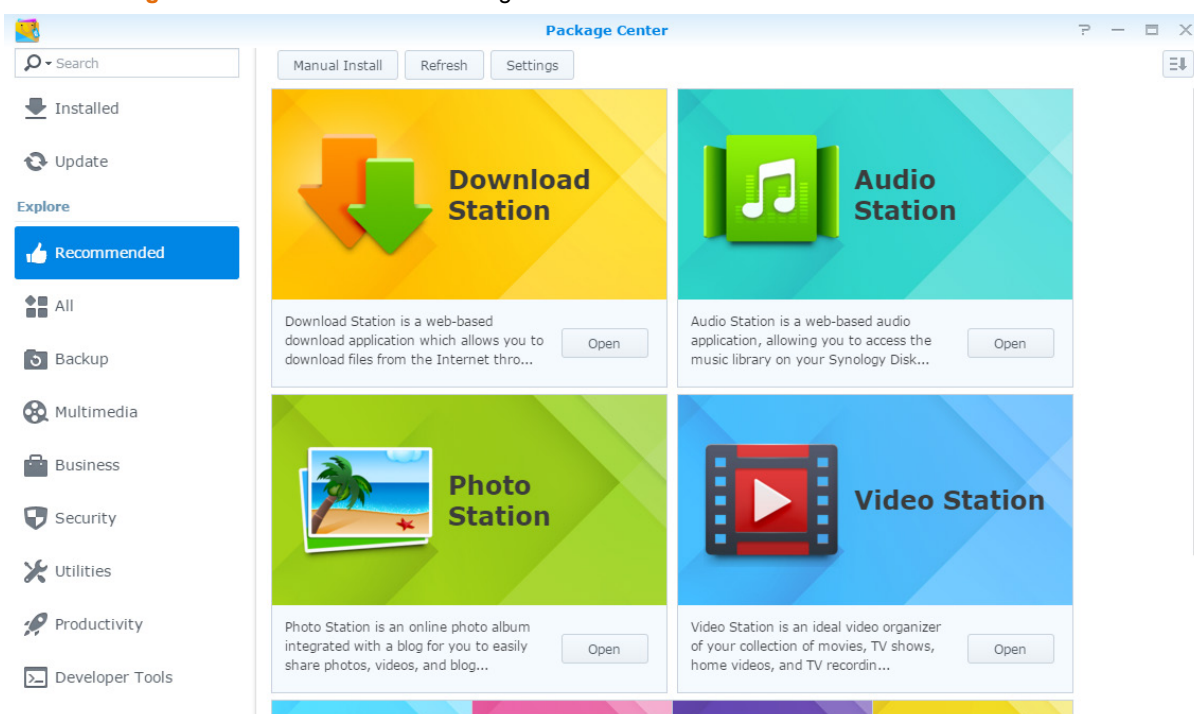 Package Center
Search
Manual Install
Refresh
Settings
Installed
Update
Explore
Recommended
All
Backup
Multimedia
Business
Security
Utilities
Productivity
Developer Tools
Download
Station
Download Station is a web-based
download application which allows you to
download files from the Internet thro...
Open
Audio
Station
Audio Station is a web-based audio
application, allowing you to access the
music library on your Synology Disk...
Open
Photo
Station
Photo Station is an online photo album
integrated with a blog for you to easily
share photos, videos, and blog...
Open
Video Station
Video Station is an ideal video organizer
of your collection of movies, TV shows,
home videos, and TV recordin...
Open